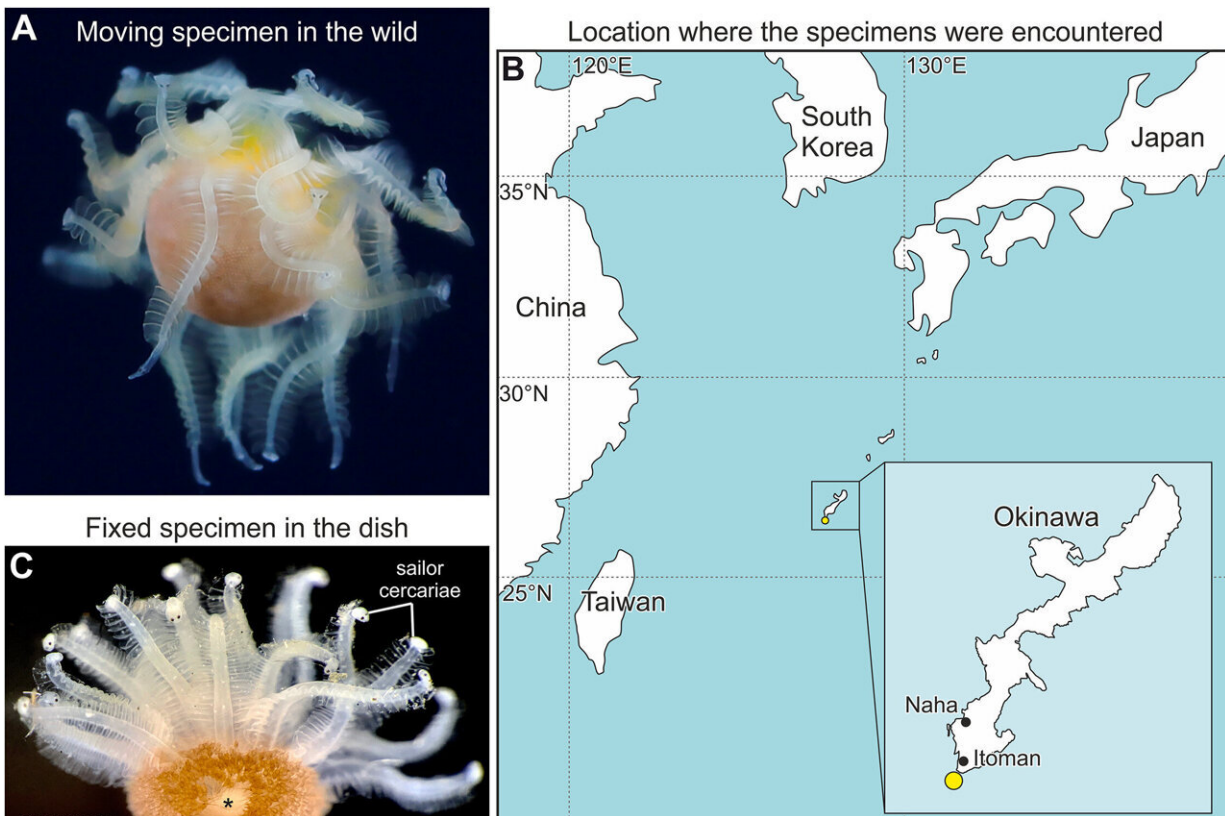 A
Moving specimen in the wild
Location where the specimens were encountered
B
120°E
130°E
South
Korea
Japan
35°N
China
30°N
Okinawa
25°N
Taiwan
Naha
Itoman
Fixed specimen in the dish
C
sailor
cercariae
*